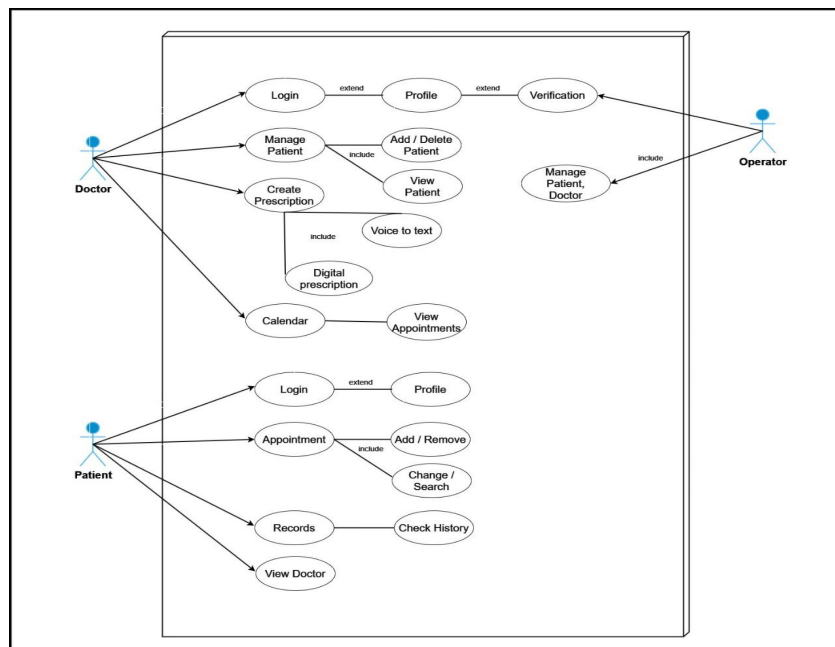 Login
extend
Profile
extend
Verification
Doctor
Operator
Manage
Patient
include
Add / Delete
Patient
View
Patient
include
Manage
Patient,
Doctor
Create
Prescription
include
Voice to text
Digital
prescription
Calendar
View
Appointments
Login
extend
Profile
Patient
Appointment
include
Add / Remove
Change /
Search
Records
Check History
View Doctor